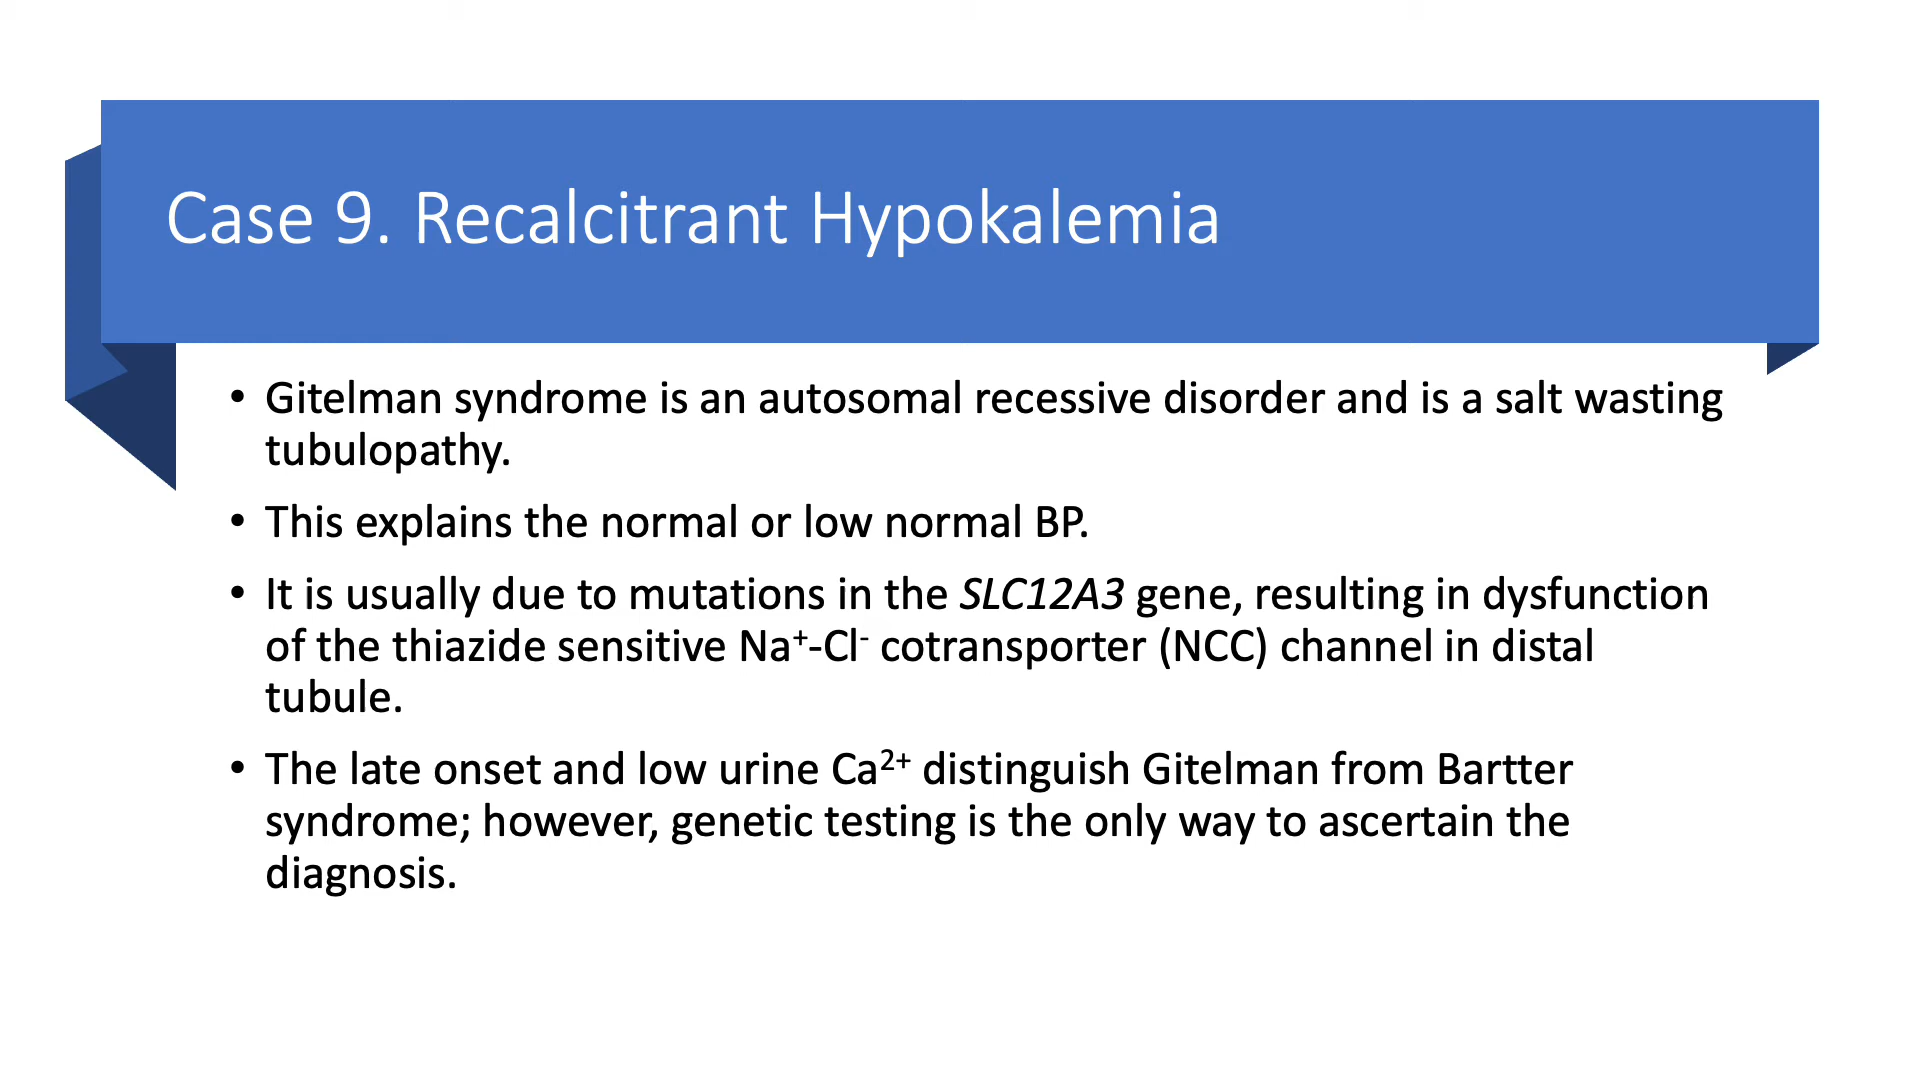 Case 9. Recalcitrant Hypokalemia
• Gitelman syndrome is an autosomal recessive disorder and is a salt wasting
tubulopathy.
• This explains the normal or low normal BP.
• It is usually due to mutations in the SLC12A3 gene, resulting in dysfunction
of the thiazide sensitive Na⁺-Cl⁻ cotransporter (NCC) channel in distal
tubule.
• The late onset and low urine Ca²⁺ distinguish Gitelman from Bartter
syndrome; however, genetic testing is the only way to ascertain the
diagnosis.